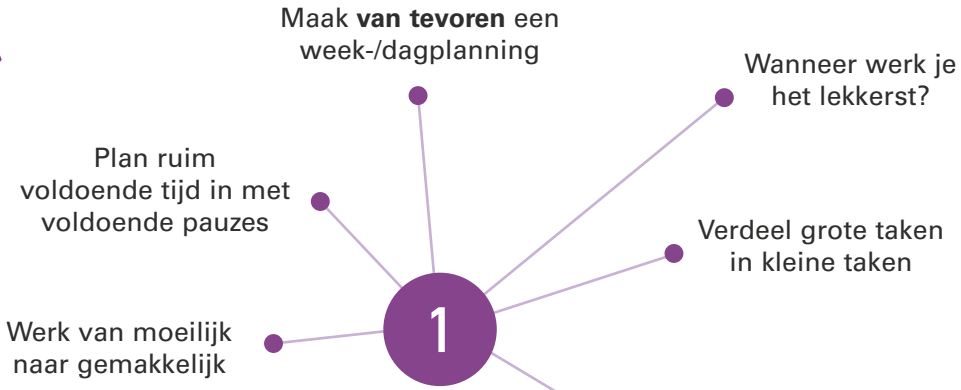 Maak van tevoren een
week-/dagplanning
Wanneer werk je
het lekkerst?
Plan ruim
voldoende tijd in met
voldoende pauzes
Verdeel grote taken
in kleine taken
1
Werk van moeilijk
naar gemakkelijk